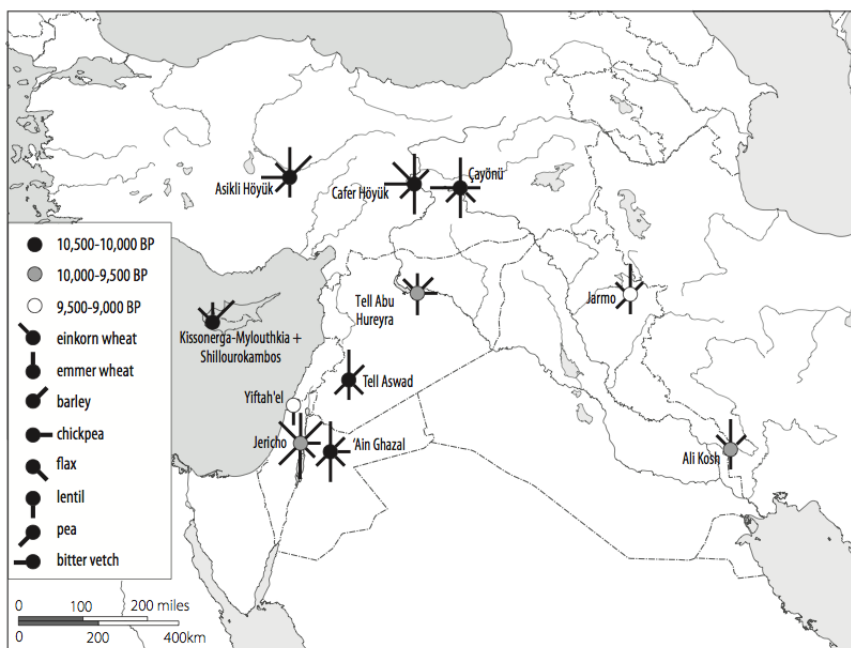 Asikli Höyük
Cafer Höyük
Çayönü
10,500-10,000 BP
10,000-9,500 BP
9,500-9,000 BP
einkorn wheat
emmer wheat
barley
chickpea
flax
lentil
pea
bitter vetch
Kissonerga-Mylouthkia +
Shillourokambos
Tell Abu
Hureyra
Jarmo
Tell Aswad
Yiftah'el
Jericho
'Ain Ghazal
Ali Kosh
0 100 200 miles
0 200 400km